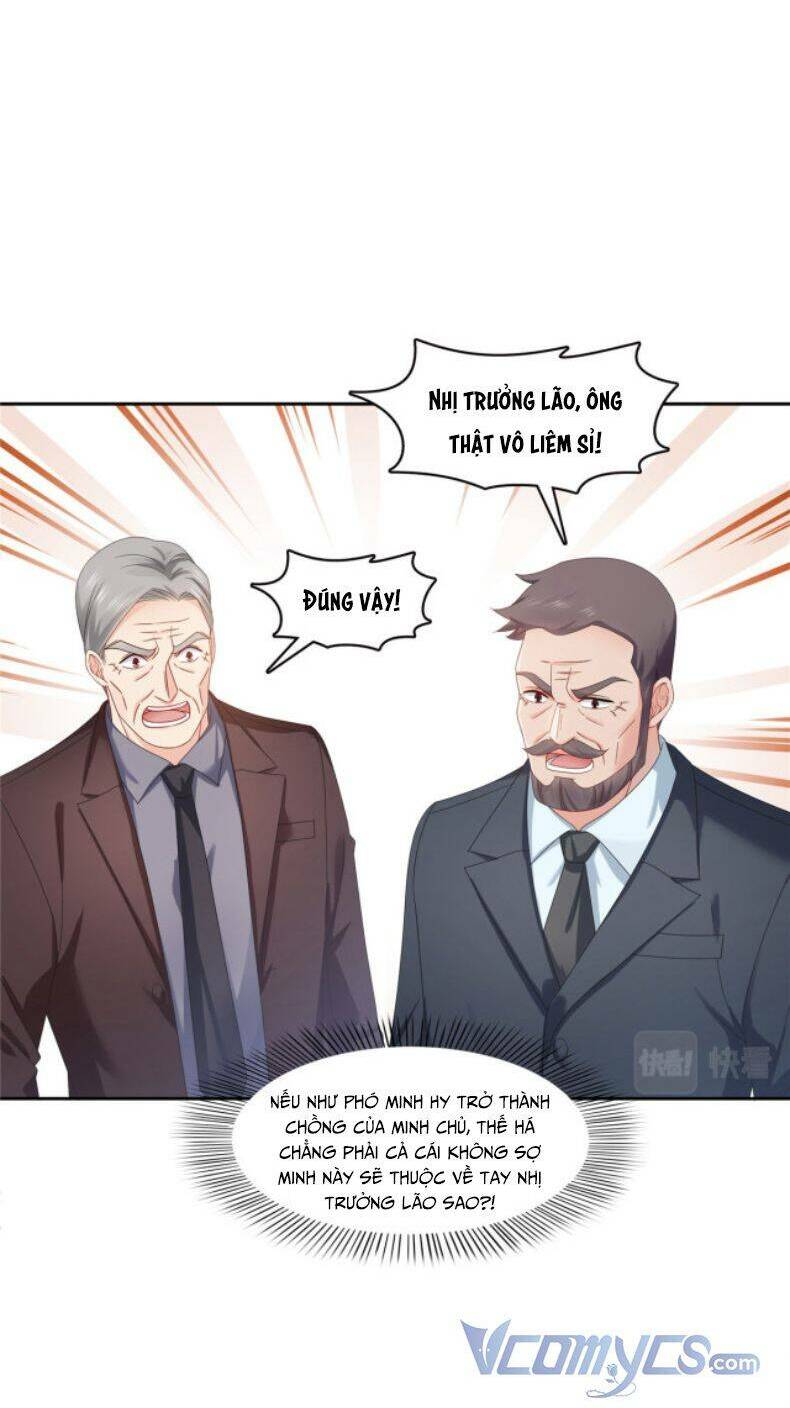 NHỊ TRƯỞNG LÃO, ÔNG
THẬT VÔ LIÊM SỈ!
ĐÚNG VẬY!
快看! 快看
NẾU NHƯ PHÓ MINH HY TRỞ THÀNH
CHỒNG CỦA MINH CHỦ, THẾ HÁ
CHẲNG PHẢI CẢ CÁI KHÔNG SỢ
MINH NÀY SẼ THUỘC VỀ TAY NHỊ
TRƯỞNG LÃO SAO?!
VCOMYCS.com